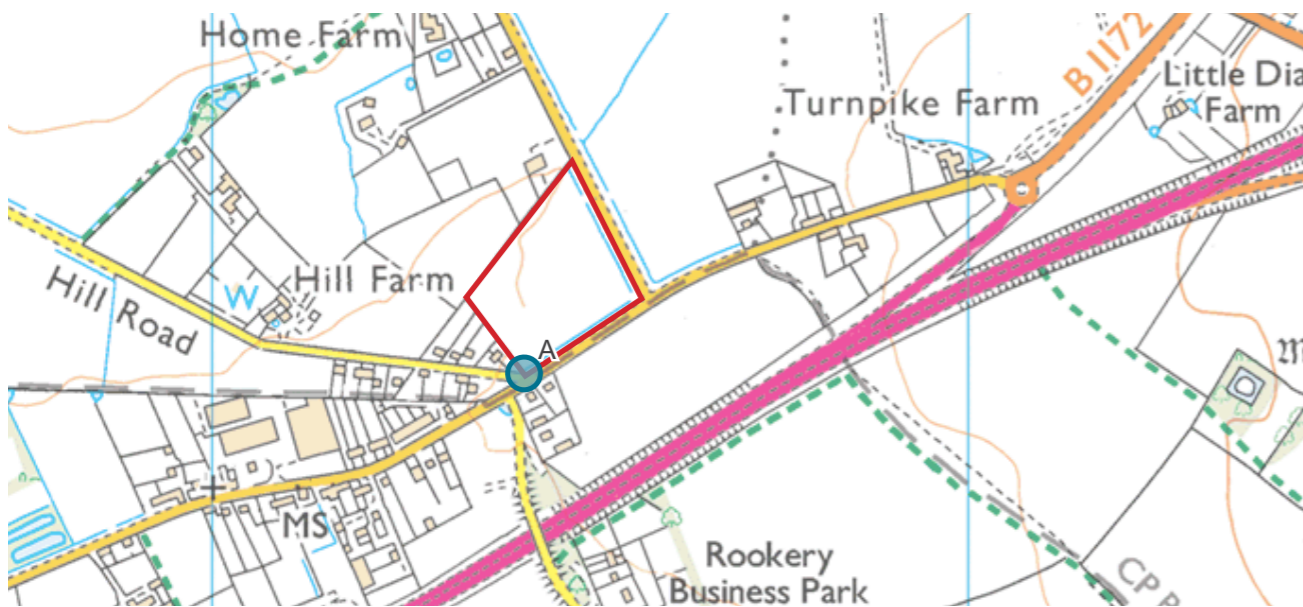 Home Farm
B1172
Little Dia
Farm
Turnpike Farm
Hill Farm
W
Hill Road
A
M
MS
Rookery
Business Park
CP B